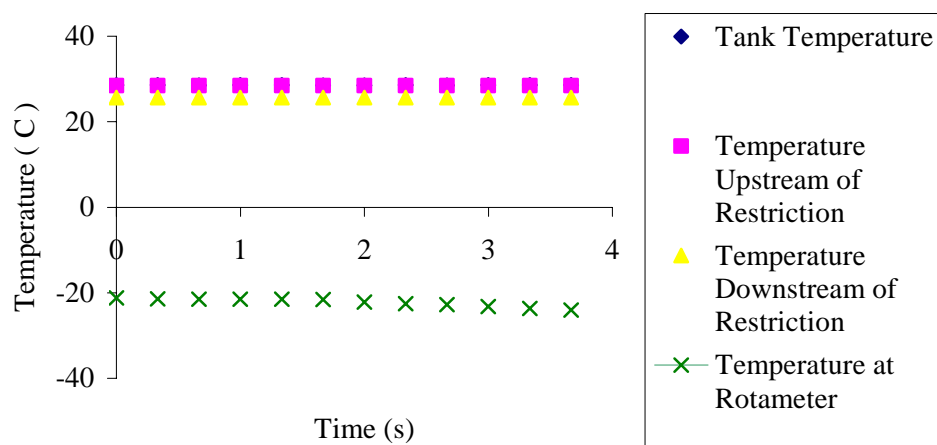 40
20
0
-20
-40
0
1
2
3
4
Temperature ( C )
Time (s)
Tank Temperature
Temperature
Upstream of
Restriction
Temperature
Downstream of
Restriction
Temperature at
Rotameter